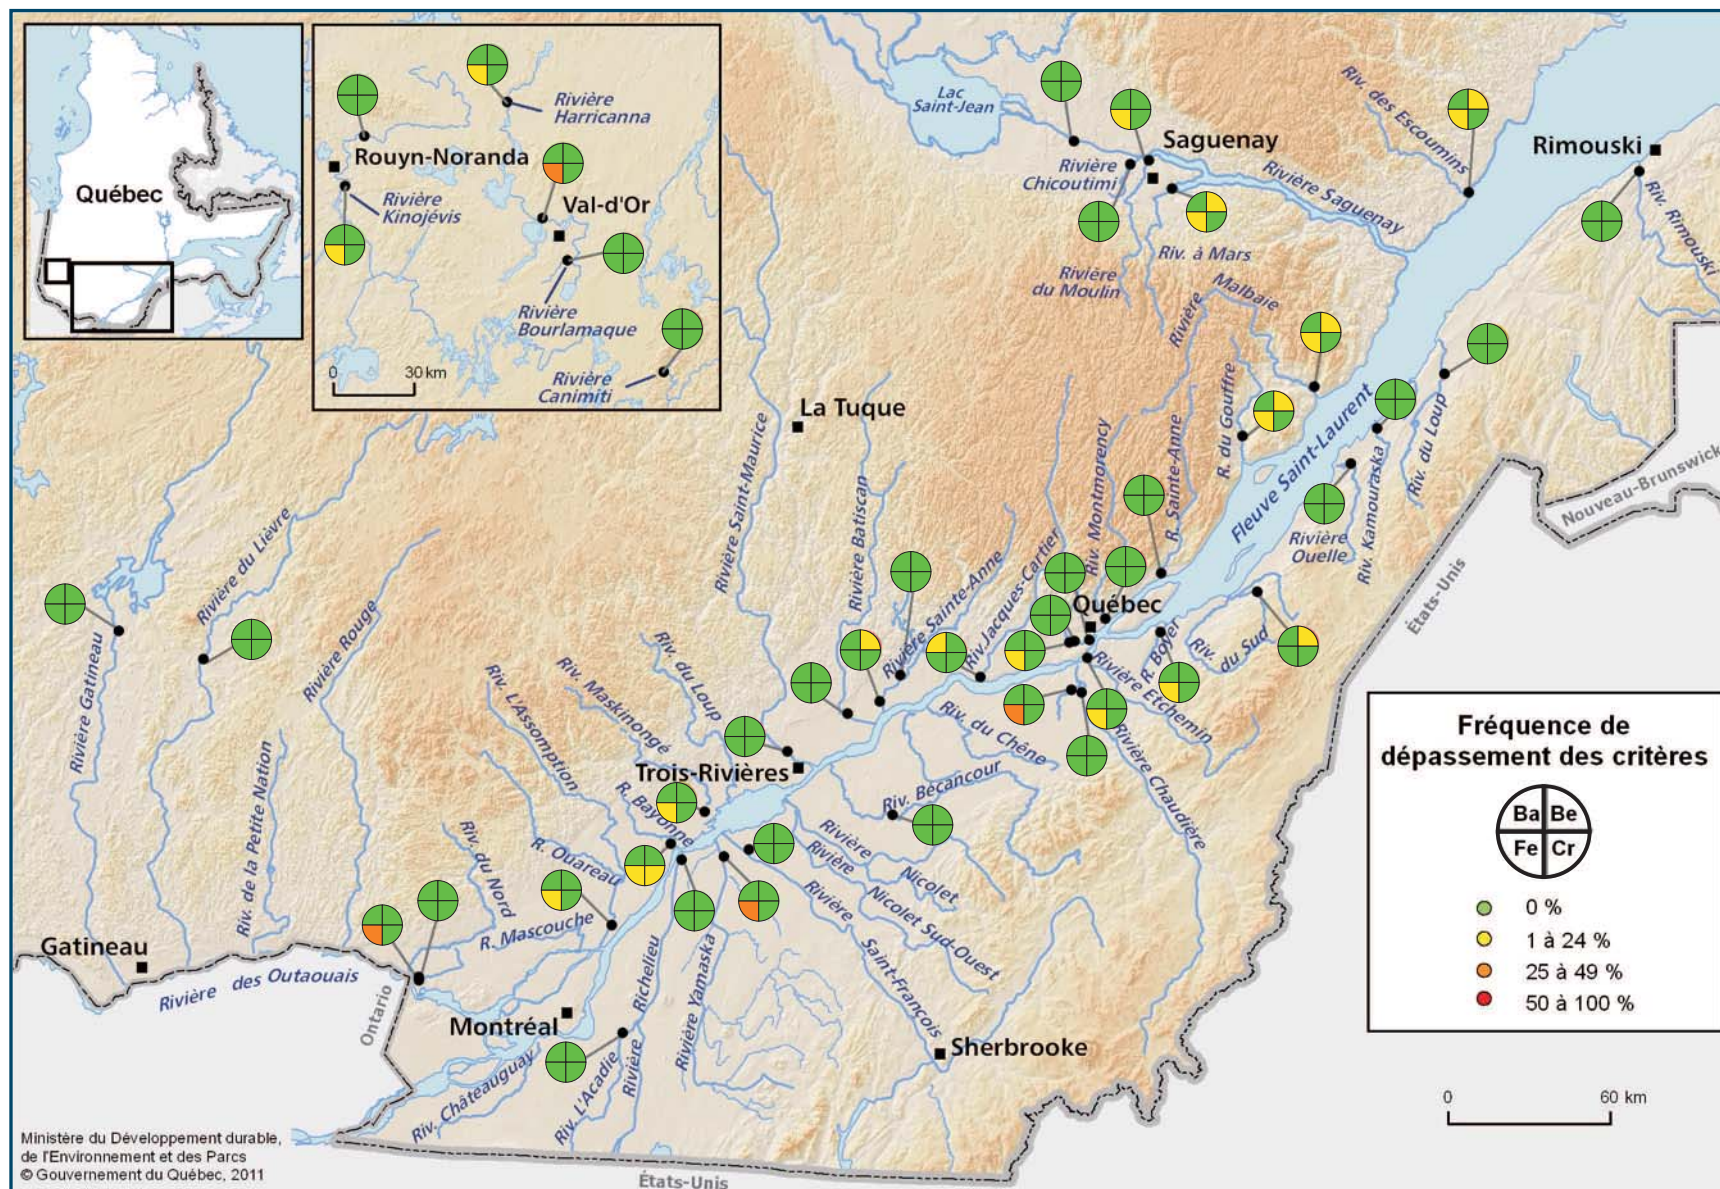 Québec
Rivière
Harricanna
Rouyn-Noranda
Rivière
Kinojévis
Val-d'Or
Rivière
Bourlamaque
Rivière
Canimiti
0 30 km
Lac
Saint-Jean
Saguenay
Rivière
Chicoutimi
Rivière Saguenay
Riv. à Mars
Rivière
du Moulin
Riv. des Escoumins
Rimouski
Riv. Rimouski
Rivière Malbaie
R. du Gouffre
Fleuve Saint-Laurent
Riv. du Loup
Riv. Kamouraska
Rivière
Ouelle
Nouveau-Brunswick
États-Unis
La Tuque
Rivière Saint-Maurice
Rivière Batiscan
Rivière Sainte-Anne
Riv. Jacques-Cartier
Riv. Montmorency
R. Sainte-Anne
Québec
R. Boyer
Riv. du Sud
Rivière Etchemin
Rivière Chaudière
Riv. du Chêne
Riv. Bécancour
Rivière Gatineau
Rivière du Lièvre
Rivière Rouge
Riv. de la Petite Nation
Riv. du Nord
Riv. L'Assomption
Riv. Maskinongé
Riv. du Loup
Trois-Rivières
R. Bayonne
R. Ouareau
R. Mascouche
Rivière Nicolet
Rivière Nicolet Sud-Ouest
Rivière Saint-François
Gatineau
Rivière des Outaouais
Ontario
Montréal
Riv. Châteauguay
Riv. L'Acadie
Rivière Richelieu
Rivière Yamaska
Sherbrooke
États-Unis
Fréquence de
dépassement des critères
Ba Be
Fe Cr
0 %
1 à 24 %
25 à 49 %
50 à 100 %
0 60 km
Ministère du Développement durable,
de l'Environnement et des Parcs
© Gouvernement du Québec, 2011